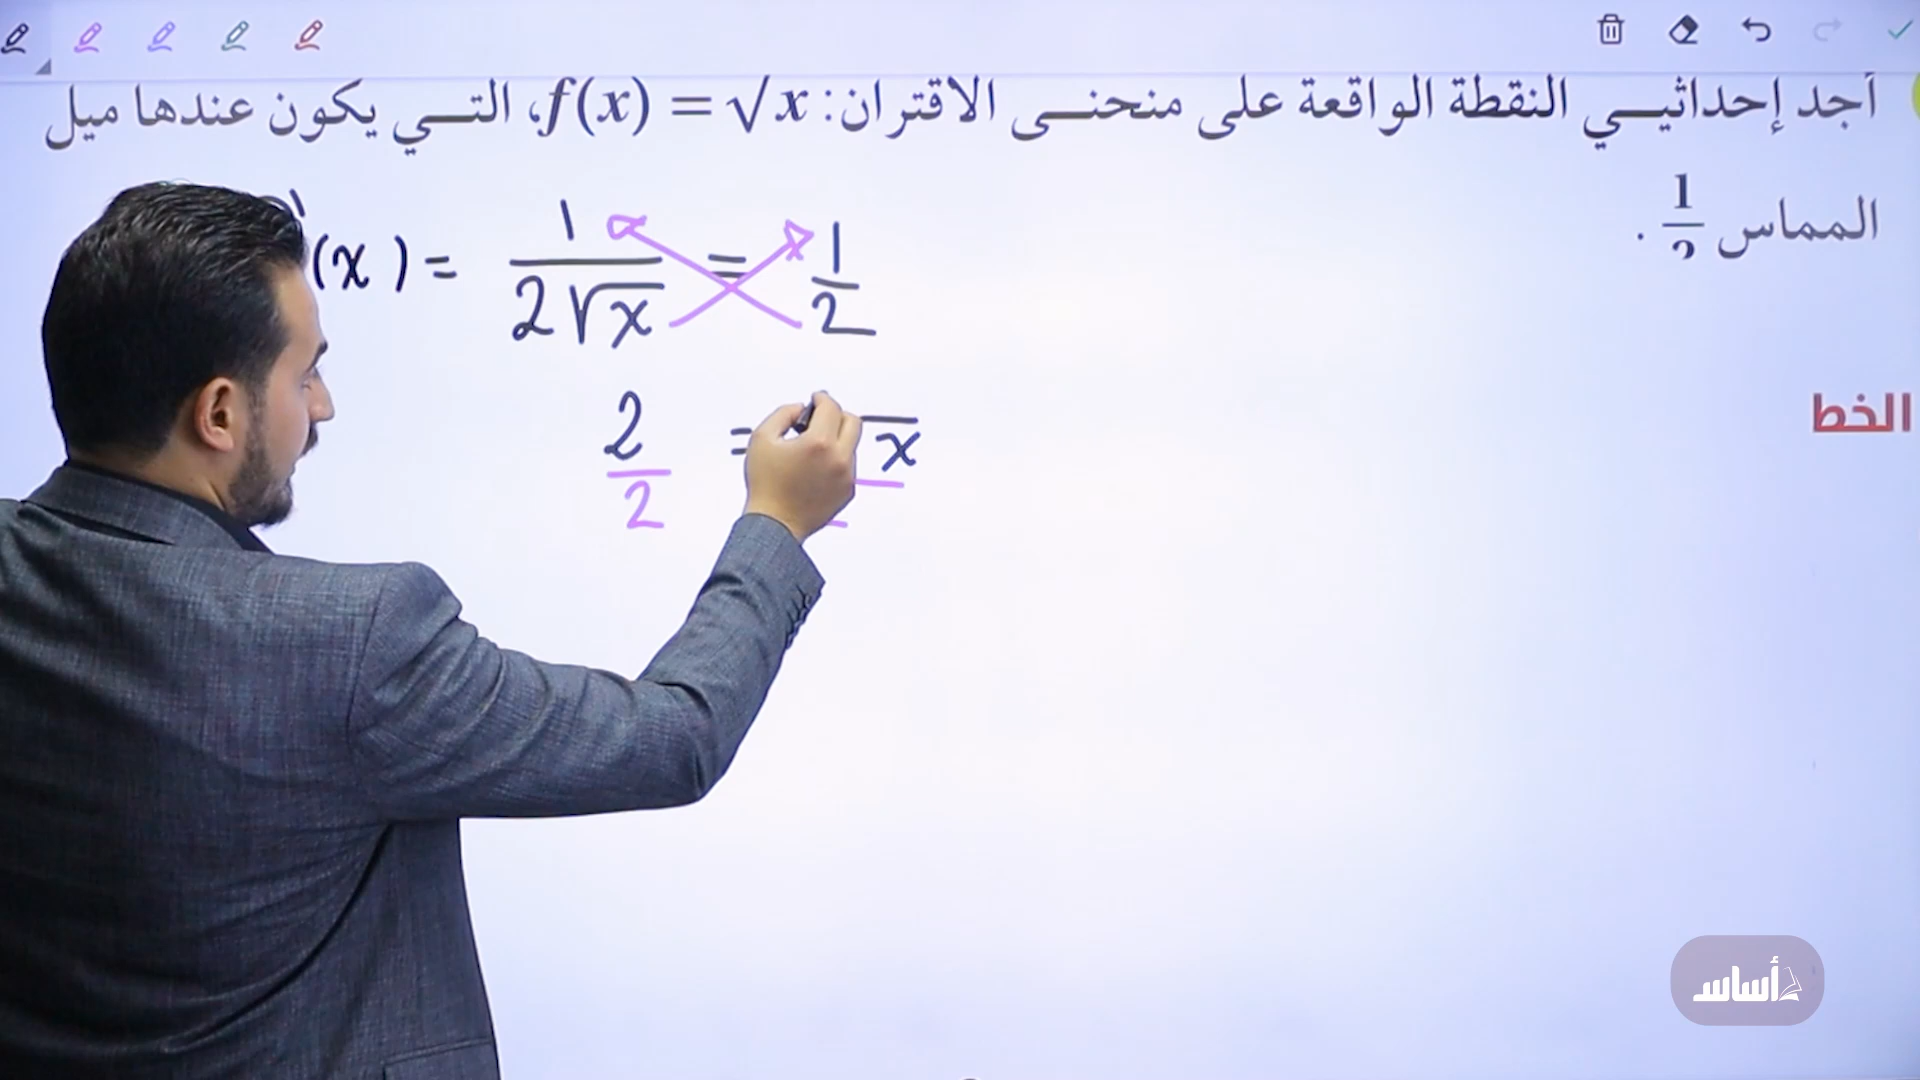 أجد إحداثيي النقطة الواقعة على منحنى الاقتران: f(x) = √x، التي يكون عندها ميل
المماس 1/2 .
(x) = 1/2√x = 1/2
2/2 = x
الخط
أساس